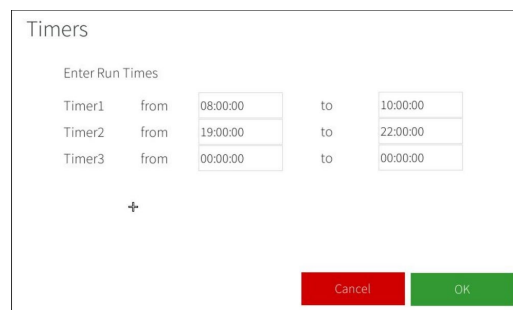 Timers
Enter Run Times
Timer1 from 08:00:00 to 10:00:00
Timer2 from 19:00:00 to 22:00:00
Timer3 from 00:00:00 to 00:00:00
Cancel OK